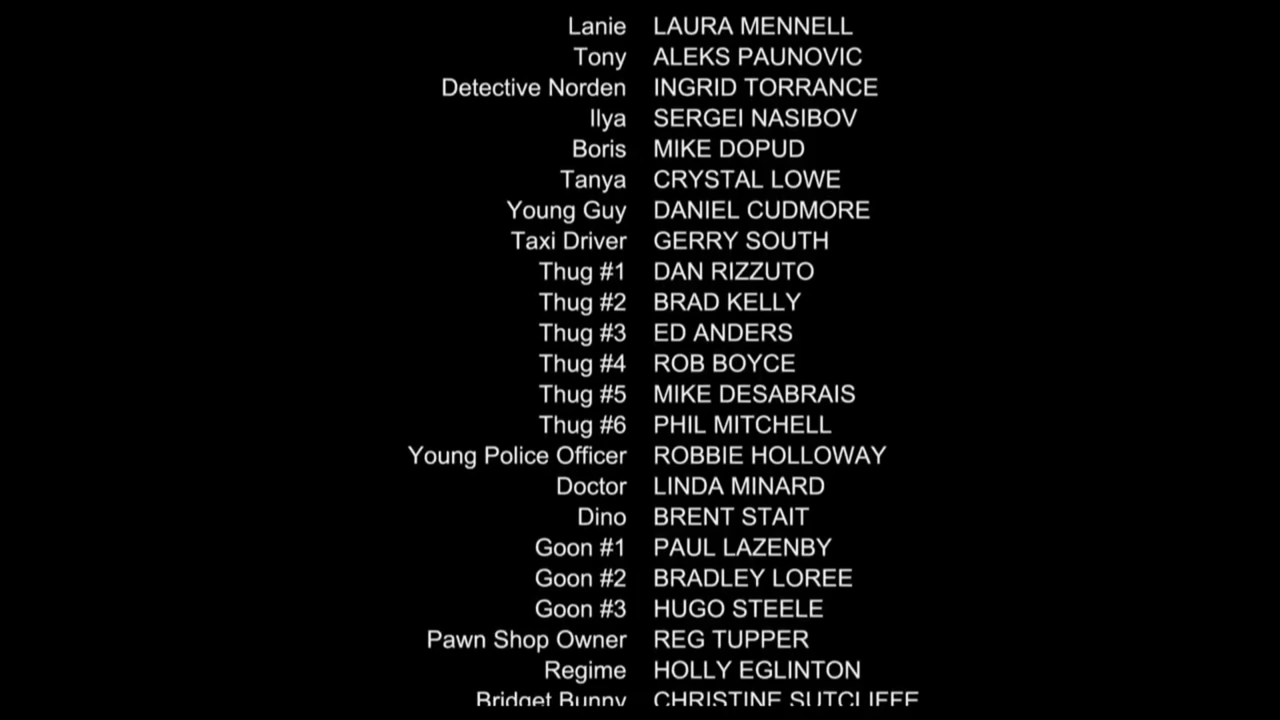 Lanie LAURA MENNELL
Tony ALEKS PAUNOVIC
Detective Norden INGRID TORRANCE
Ilya SERGEI NASIBOV
Boris MIKE DOPUD
Tanya CRYSTAL LOWE
Young Guy DANIEL CUDMORE
Taxi Driver GERRY SOUTH
Thug #1 DAN RIZZUTO
Thug #2 BRAD KELLY
Thug #3 ED ANDERS
Thug #4 ROB BOYCE
Thug #5 MIKE DESABRAIS
Thug #6 PHIL MITCHELL
Young Police Officer ROBBIE HOLLOWAY
Doctor LINDA MINARD
Dino BRENT STAIT
Goon #1 PAUL LAZENBY
Goon #2 BRADLEY LOREE
Goon #3 HUGO STEELE
Pawn Shop Owner REG TUPPER
Regime HOLLY EGLINTON
Bridget Bunny CHRISTINE SUTCLIFFE